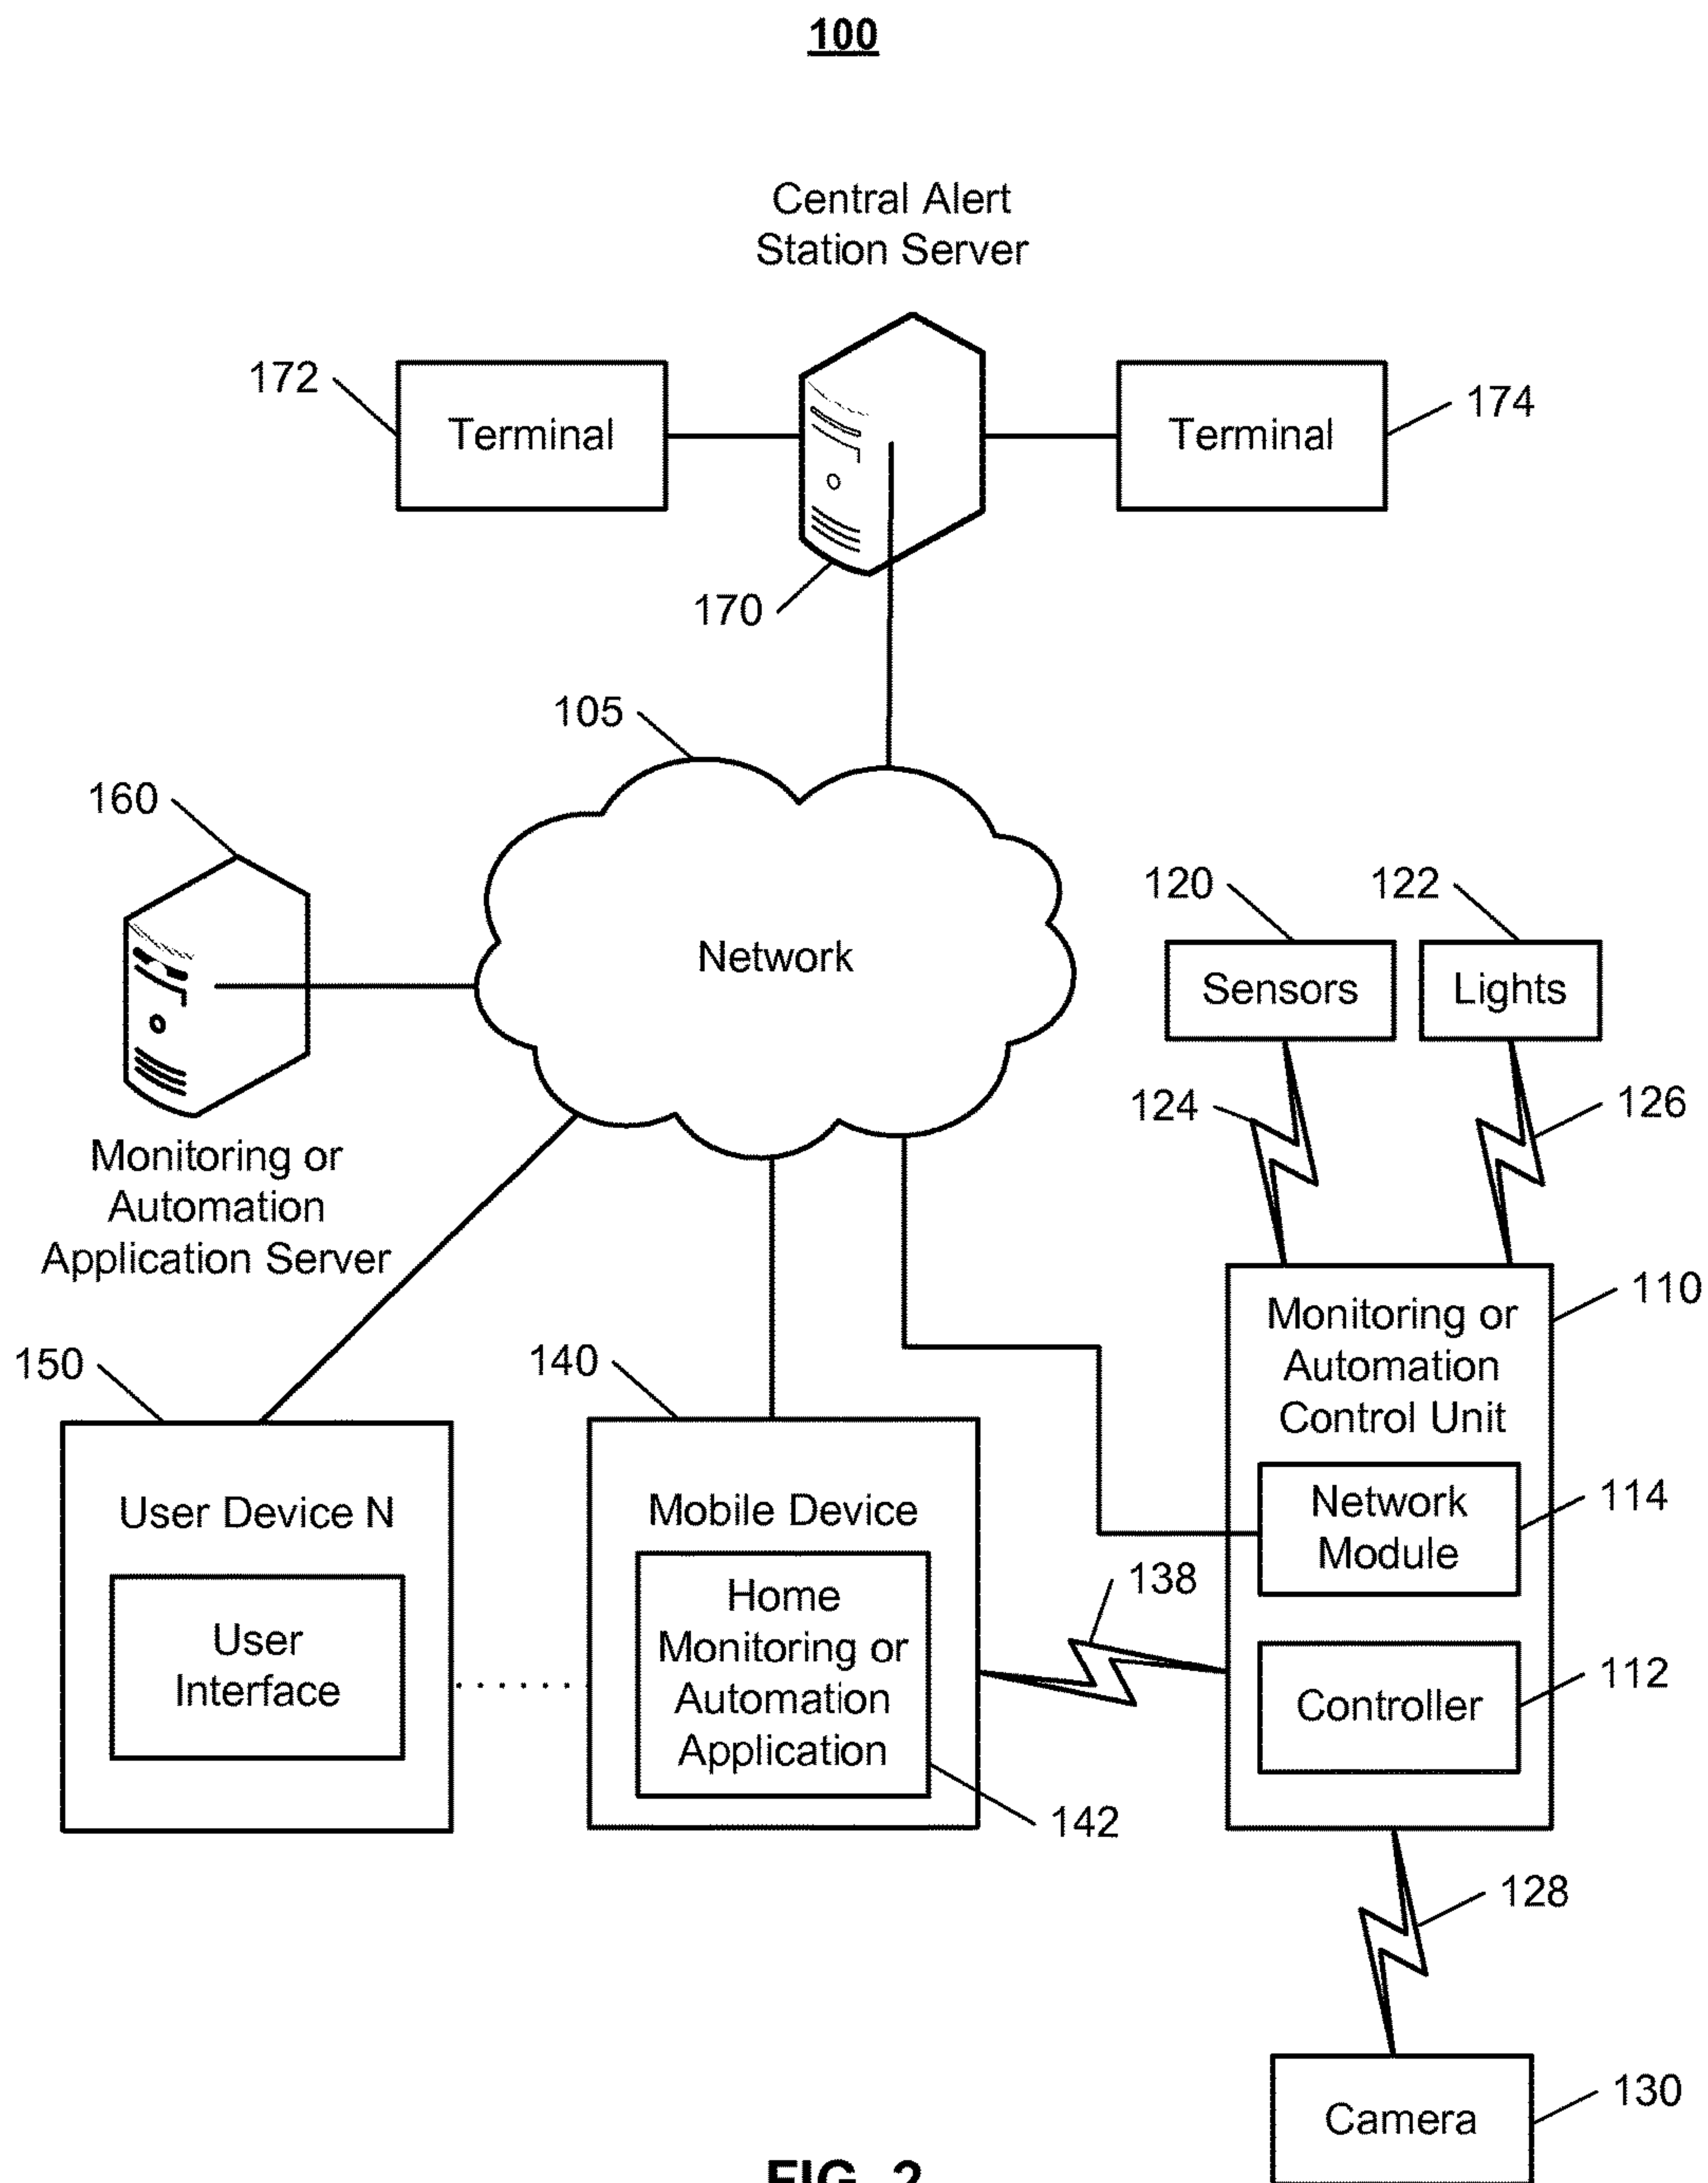 100
Central Alert
Station Server
172
Terminal
Terminal
174
170
105
160
Network
120
122
Sensors
Lights
124
126
Monitoring or
Automation
Application Server
110
Monitoring or
Automation
Control Unit
150
140
User Device N
Mobile Device
Network
Module
114
User
Interface
Home
Monitoring or
Automation
Application
138
Controller
112
142
128
Camera
130
FIG. 2